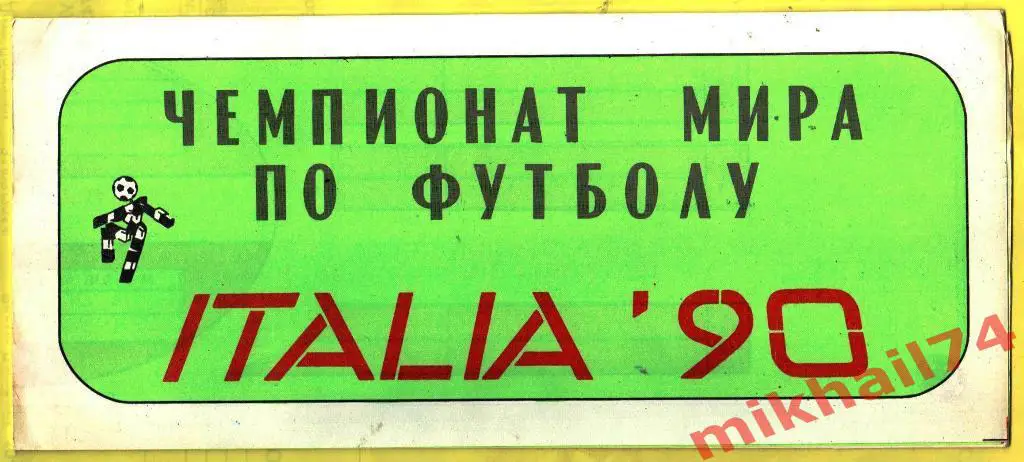 ЧЕМПИОНАТ МИРА
ПО ФУТБОЛУ
ITALIA '90
mikhail74